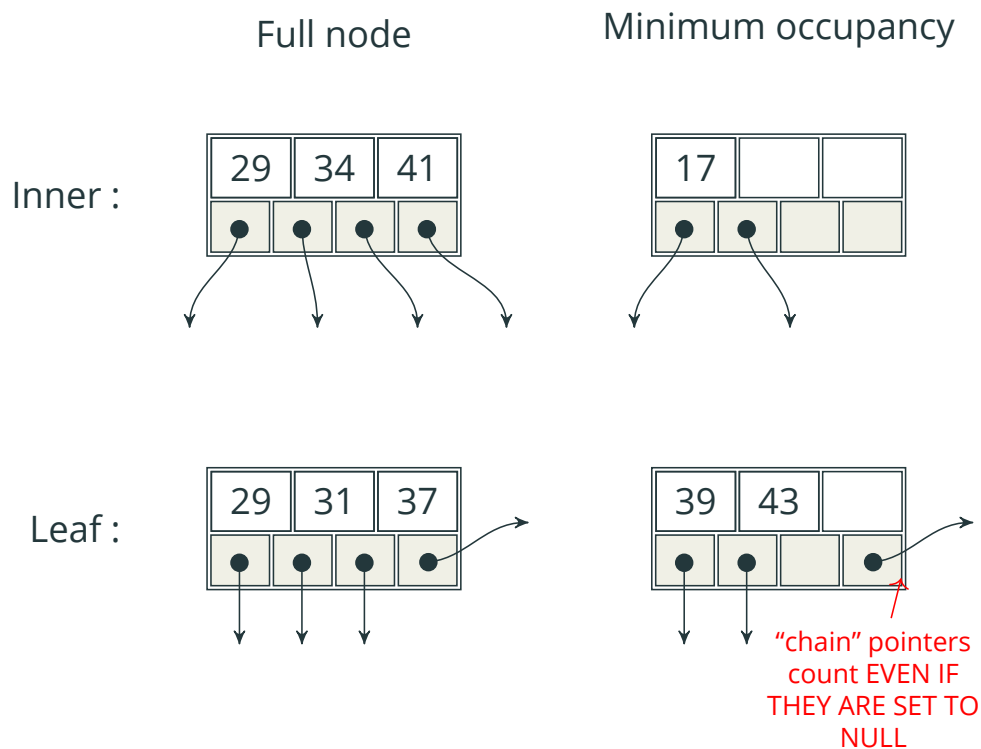 Full node
Minimum occupancy
Inner :
29 34 41
17
Leaf :
29 31 37
39 43
“chain” pointers
count EVEN IF
THEY ARE SET TO
NULL